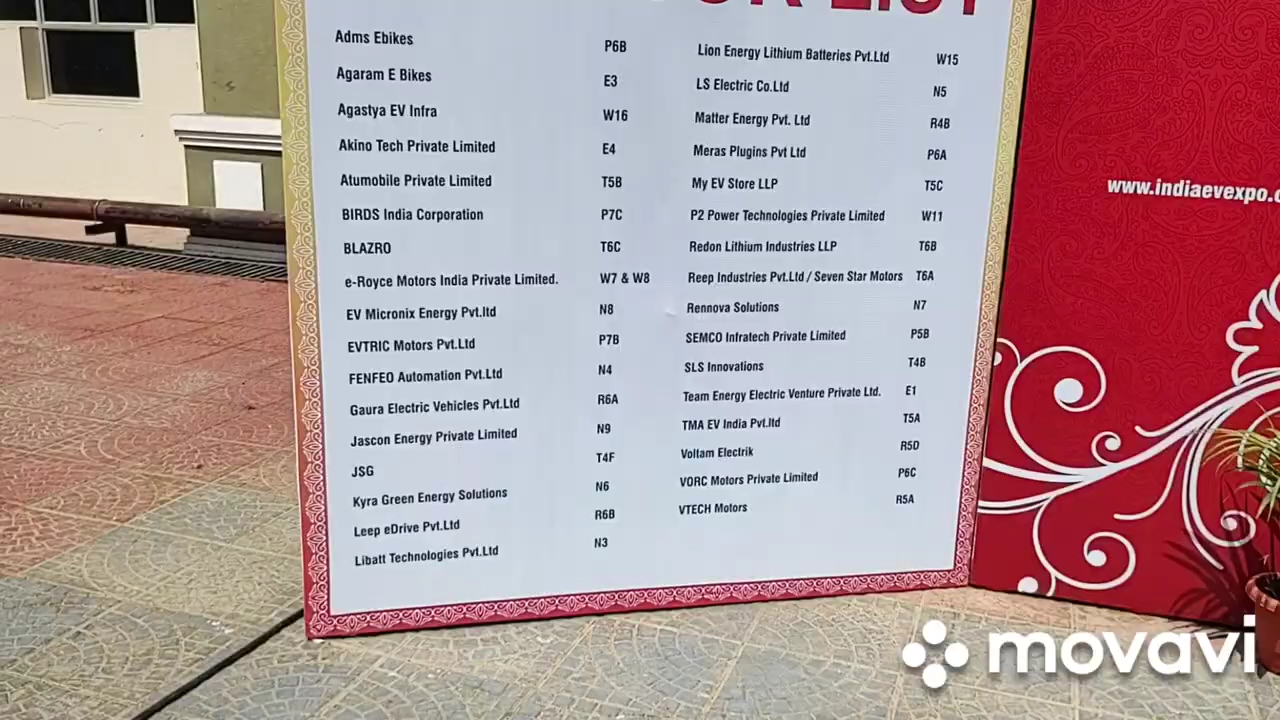 LIST
Adms Ebikes P6B
Agaram E Bikes E3
Agastya EV Infra W16
Akino Tech Private Limited E4
Atumobile Private Limited T5B
BIRDS India Corporation P7C
BLAZRO T6C
e-Royce Motors India Private Limited. W7 & W8
EV Micronix Energy Pvt.ltd N8
EVTRIC Motors Pvt.Ltd P7B
FENFEO Automation Pvt.Ltd N4
Gaura Electric Vehicles Pvt.Ltd R6A
Jascon Energy Private Limited N9
JSG T4F
Kyra Green Energy Solutions N6
Leep eDrive Pvt.Ltd R6B
Libatt Technologies Pvt.Ltd N3
Lion Energy Lithium Batteries Pvt.Ltd W15
LS Electric Co.Ltd N5
Matter Energy Pvt. Ltd R4B
Meras Plugins Pvt Ltd P6A
My EV Store LLP T5C
P2 Power Technologies Private Limited W11
Redon Lithium Industries LLP T6B
Reep Industries Pvt.Ltd / Seven Star Motors T6A
Rennova Solutions N7
SEMCO Infratech Private Limited P5B
SLS Innovations T4B
Team Energy Electric Venture Private Ltd. E1
TMA EV India Pvt.ltd T5A
Voltam Electrik R5D
VORC Motors Private Limited P6C
VTECH Motors R5A
www.indiaevexpo.c
movavi